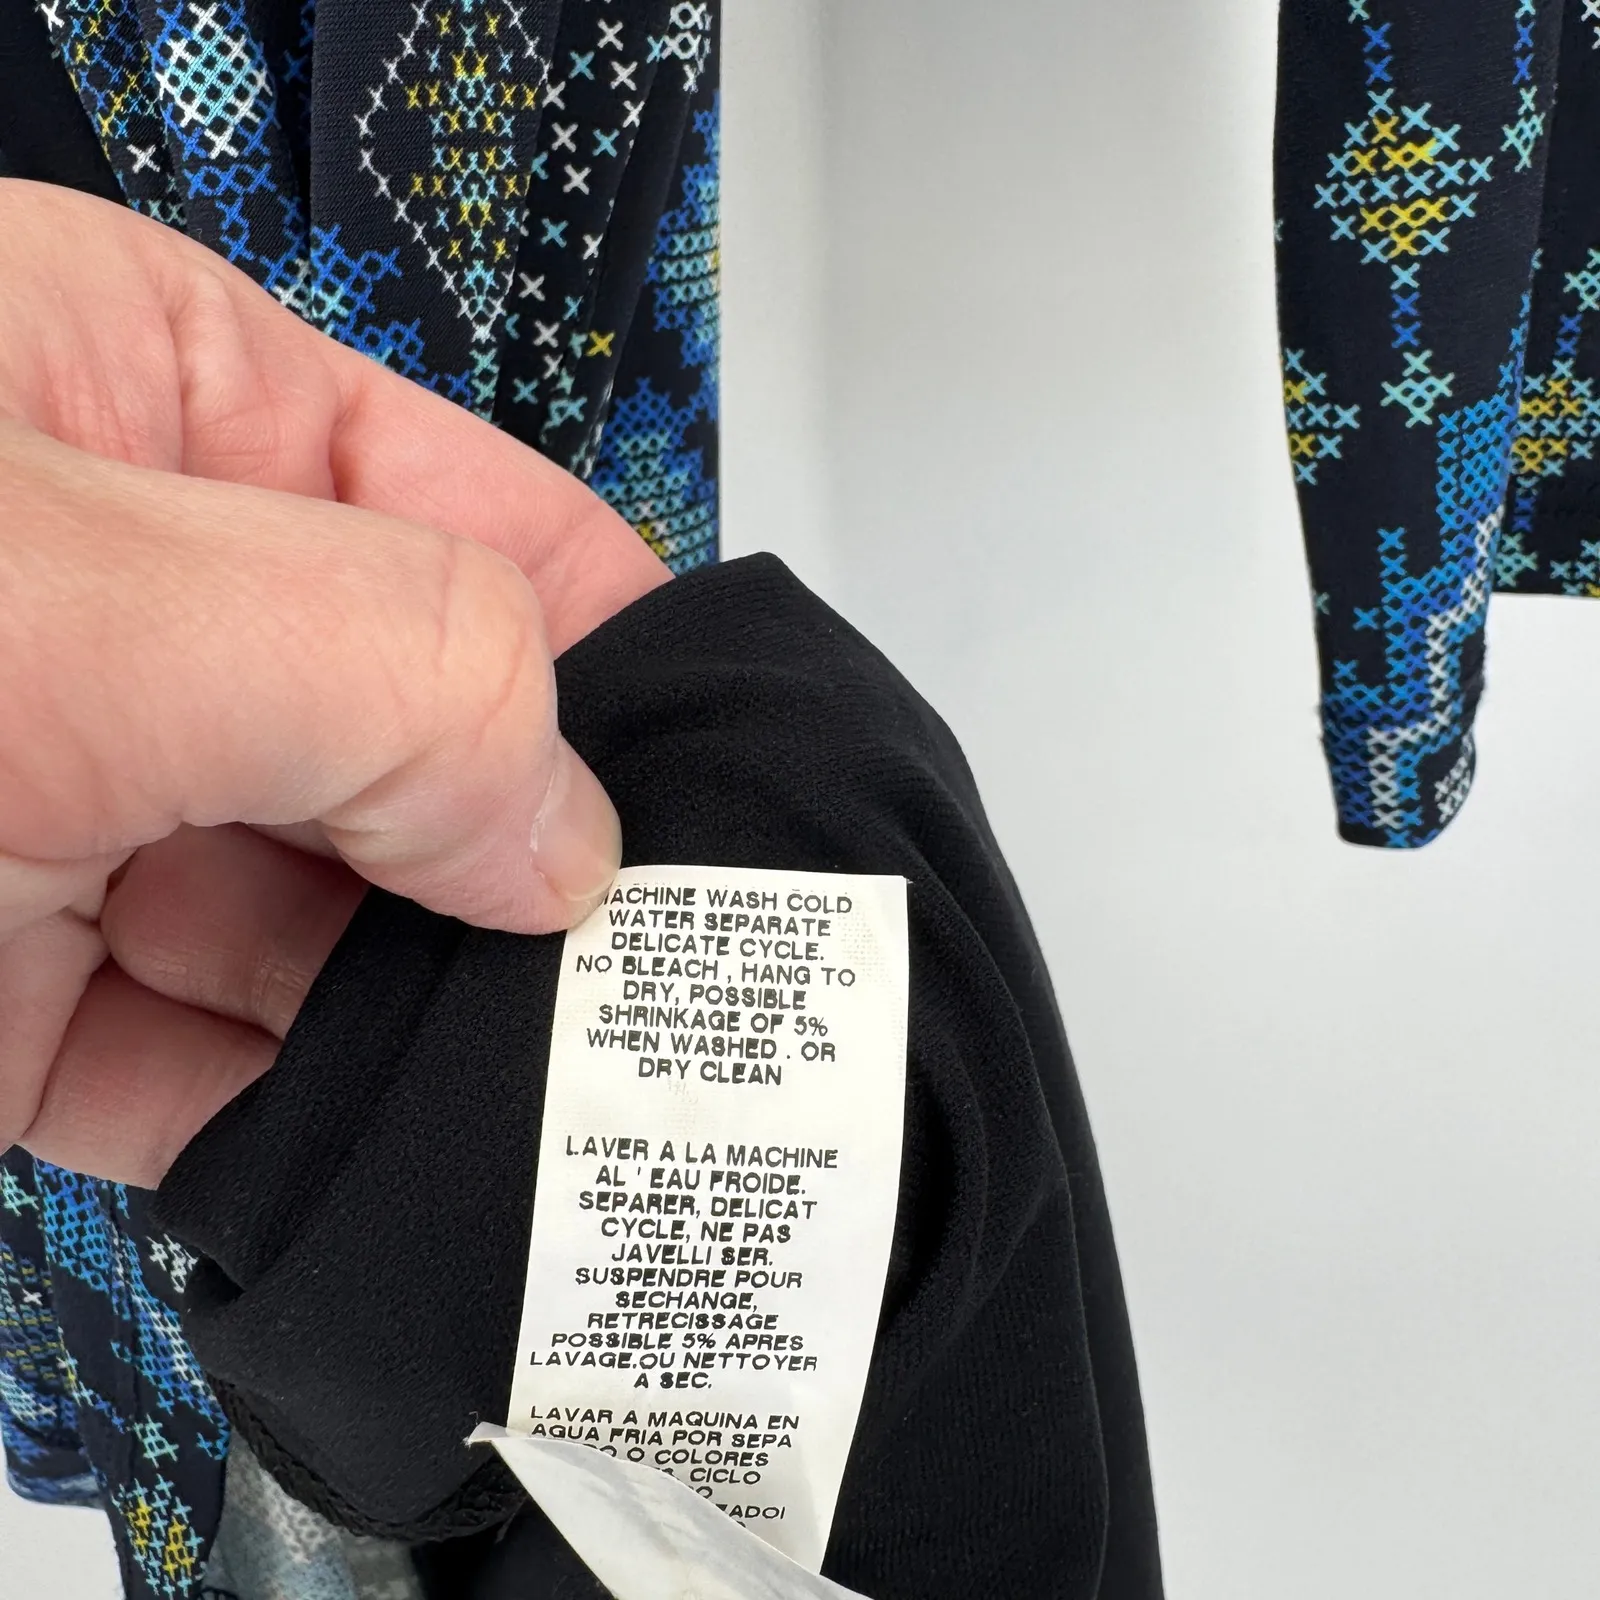 MACHINE WASH COLD
WATER SEPARATE
DELICATE CYCLE.
NO BLEACH , HANG TO
DRY, POSSIBLE
SHRINKAGE OF 5%
WHEN WASHED . OR
DRY CLEAN
LAVER A LA MACHINE
AL ' EAU FROIDE.
SEPARER, DELICAT
CYCLE, NE PAS
JAVELLI SER.
SUSPENDRE POUR
SECHANGE,
RETRECISSAGE
POSSIBLE 5% APRES
LAVAGE.OU NETTOYER
A SEC.
LAVAR A MAQUINA EN
AGUA FRIA POR SEPA
O COLORES
CICLO